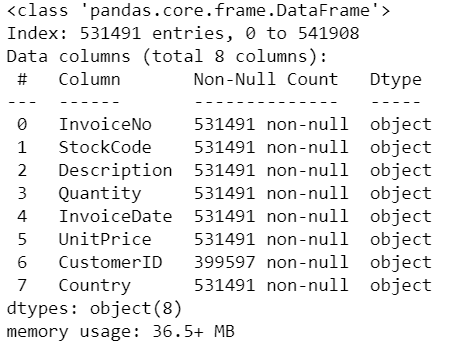 <class 'pandas.core.frame.DataFrame'>
Index: 531491 entries, 0 to 541908
Data columns (total 8 columns):
 #   Column       Non-Null Count   Dtype
---  ------       --------------   -----
 0   InvoiceNo    531491 non-null  object
 1   StockCode    531491 non-null  object
 2   Description  531491 non-null  object
 3   Quantity     531491 non-null  object
 4   InvoiceDate  531491 non-null  object
 5   UnitPrice    531491 non-null  object
 6   CustomerID   399597 non-null  object
 7   Country      531491 non-null  object
dtypes: object(8)
memory usage: 36.5+ MB